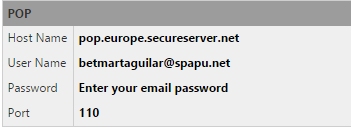 POP
Host Name pop.europe.secureserver.net
User Name betmartaguilar@spapu.net
Password Enter your email password
Port 110